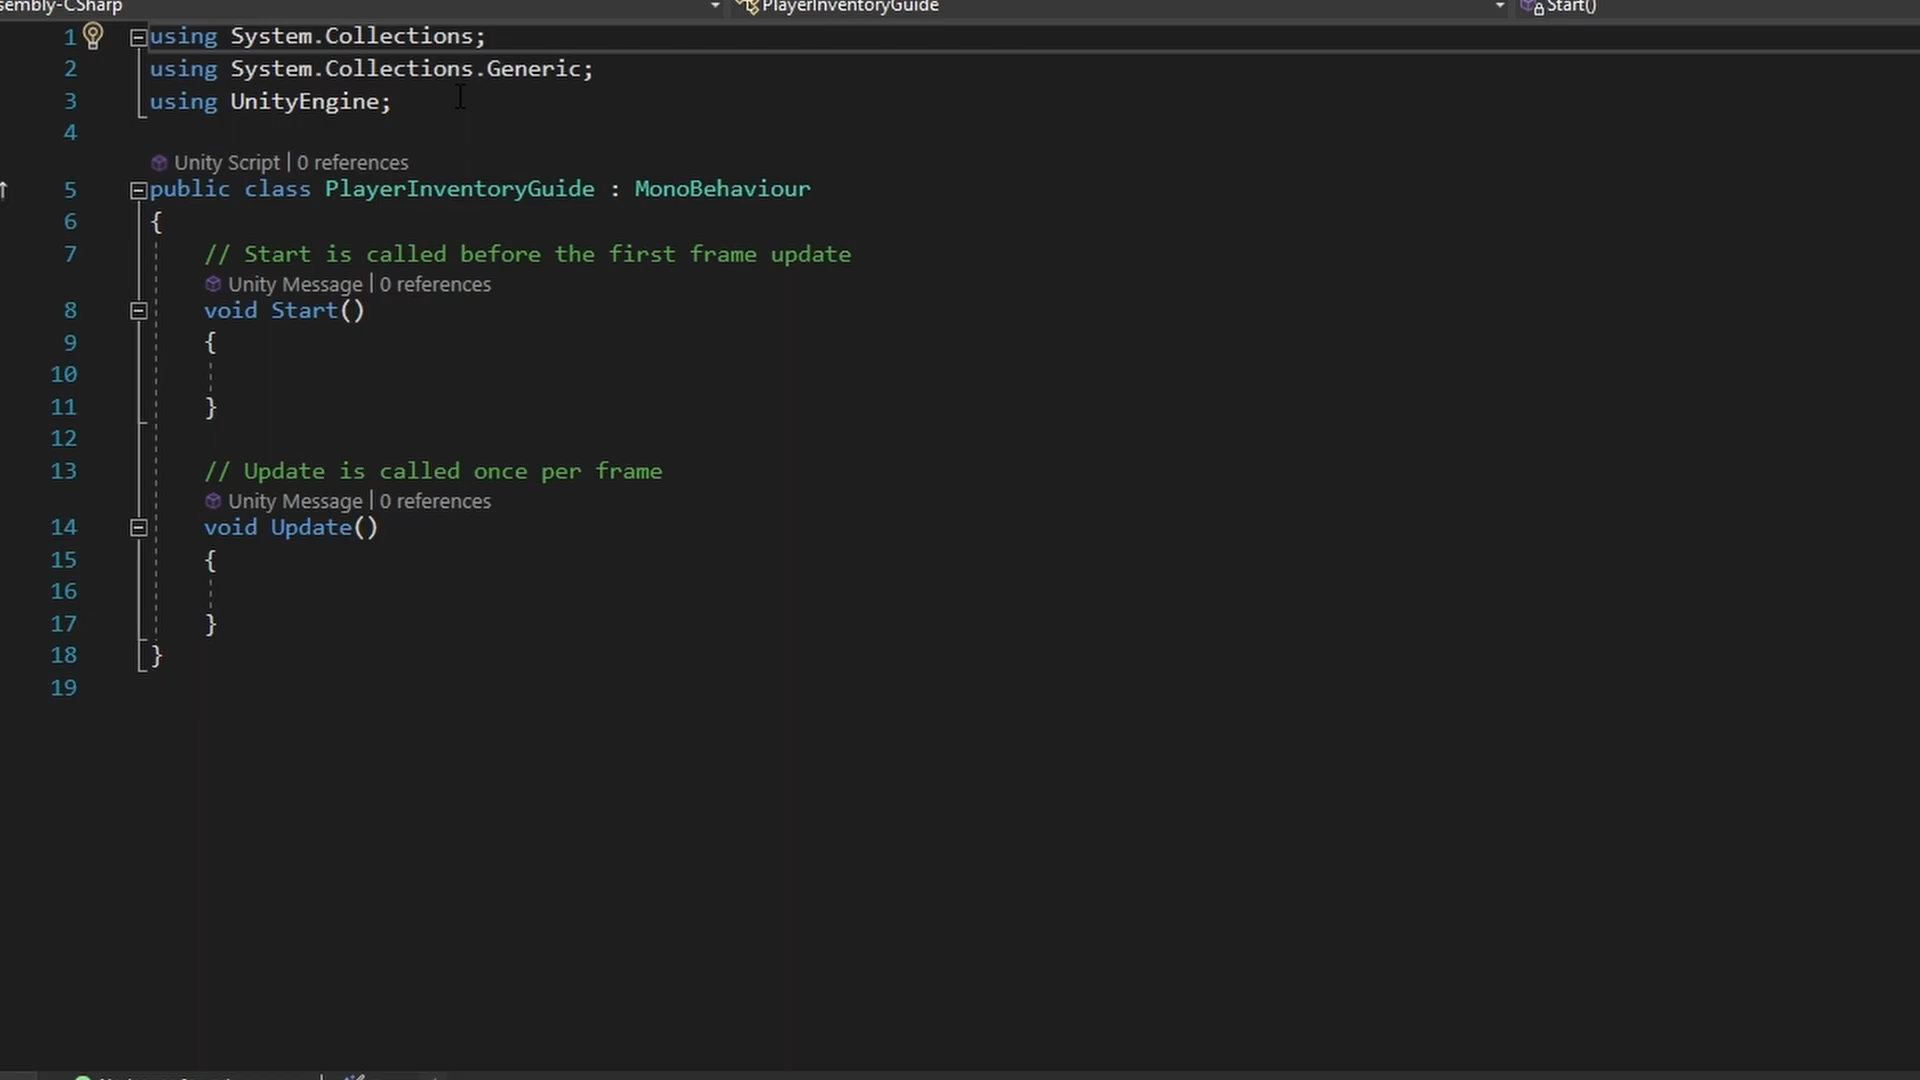 sembly-CSharp
PlayerInventoryGuide
Start()
1 using System.Collections;
2 using System.Collections.Generic;
3 using UnityEngine;
4
Unity Script | 0 references
5 public class PlayerInventoryGuide : MonoBehaviour
6 {
7 // Start is called before the first frame update
Unity Message | 0 references
8 void Start()
9 {
10
11 }
12
13 // Update is called once per frame
Unity Message | 0 references
14 void Update()
15 {
16
17 }
18 }
19